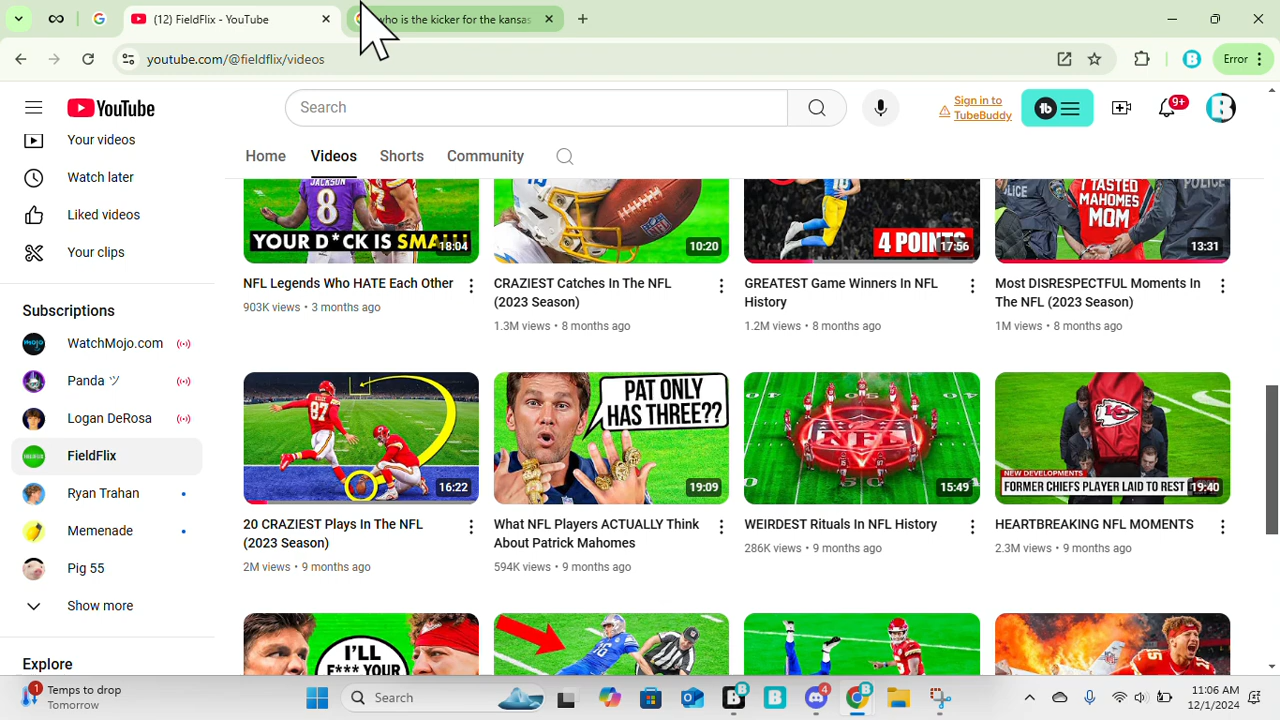 (12) FieldFlix - YouTube
who is the kicker for the kansas
youtube.com/@fieldflix/videos
Error
YouTube
Search
Sign in to
TubeBuddy
9+
Home
Videos
Shorts
Community
Your videos
Watch later
Liked videos
Your clips
Subscriptions
WatchMojo.com
Panda ツ
Logan DeRosa
FieldFlix
Ryan Trahan
Memenade
Pig 55
Show more
Explore
JACKSON
8
YOUR D*CK IS SMALL
18:04
NFL Legends Who HATE Each Other
903K views • 3 months ago
NFL
10:20
CRAZIEST Catches In The NFL
(2023 Season)
1.3M views • 8 months ago
4 POINTS
17:56
GREATEST Game Winners In NFL
History
1.2M views • 8 months ago
I TASTED
MAHOMES
MOM
13:31
Most DISRESPECTFUL Moments In
The NFL (2023 Season)
1M views • 8 months ago
87
16:22
20 CRAZIEST Plays In The NFL
(2023 Season)
2M views • 9 months ago
PAT ONLY
HAS THREE??
19:09
What NFL Players ACTUALLY Think
About Patrick Mahomes
594K views • 9 months ago
NFL
15:49
WEIRDEST Rituals In NFL History
286K views • 9 months ago
NEW DEVELOPMENTS
FORMER CHIEFS PLAYER LAID TO REST
19:40
HEARTBREAKING NFL MOMENTS
2.3M views • 9 months ago
I'LL
F*** YOUR
15
1
Temps to drop
Tomorrow
Search
4
11:06 AM
12/1/2024